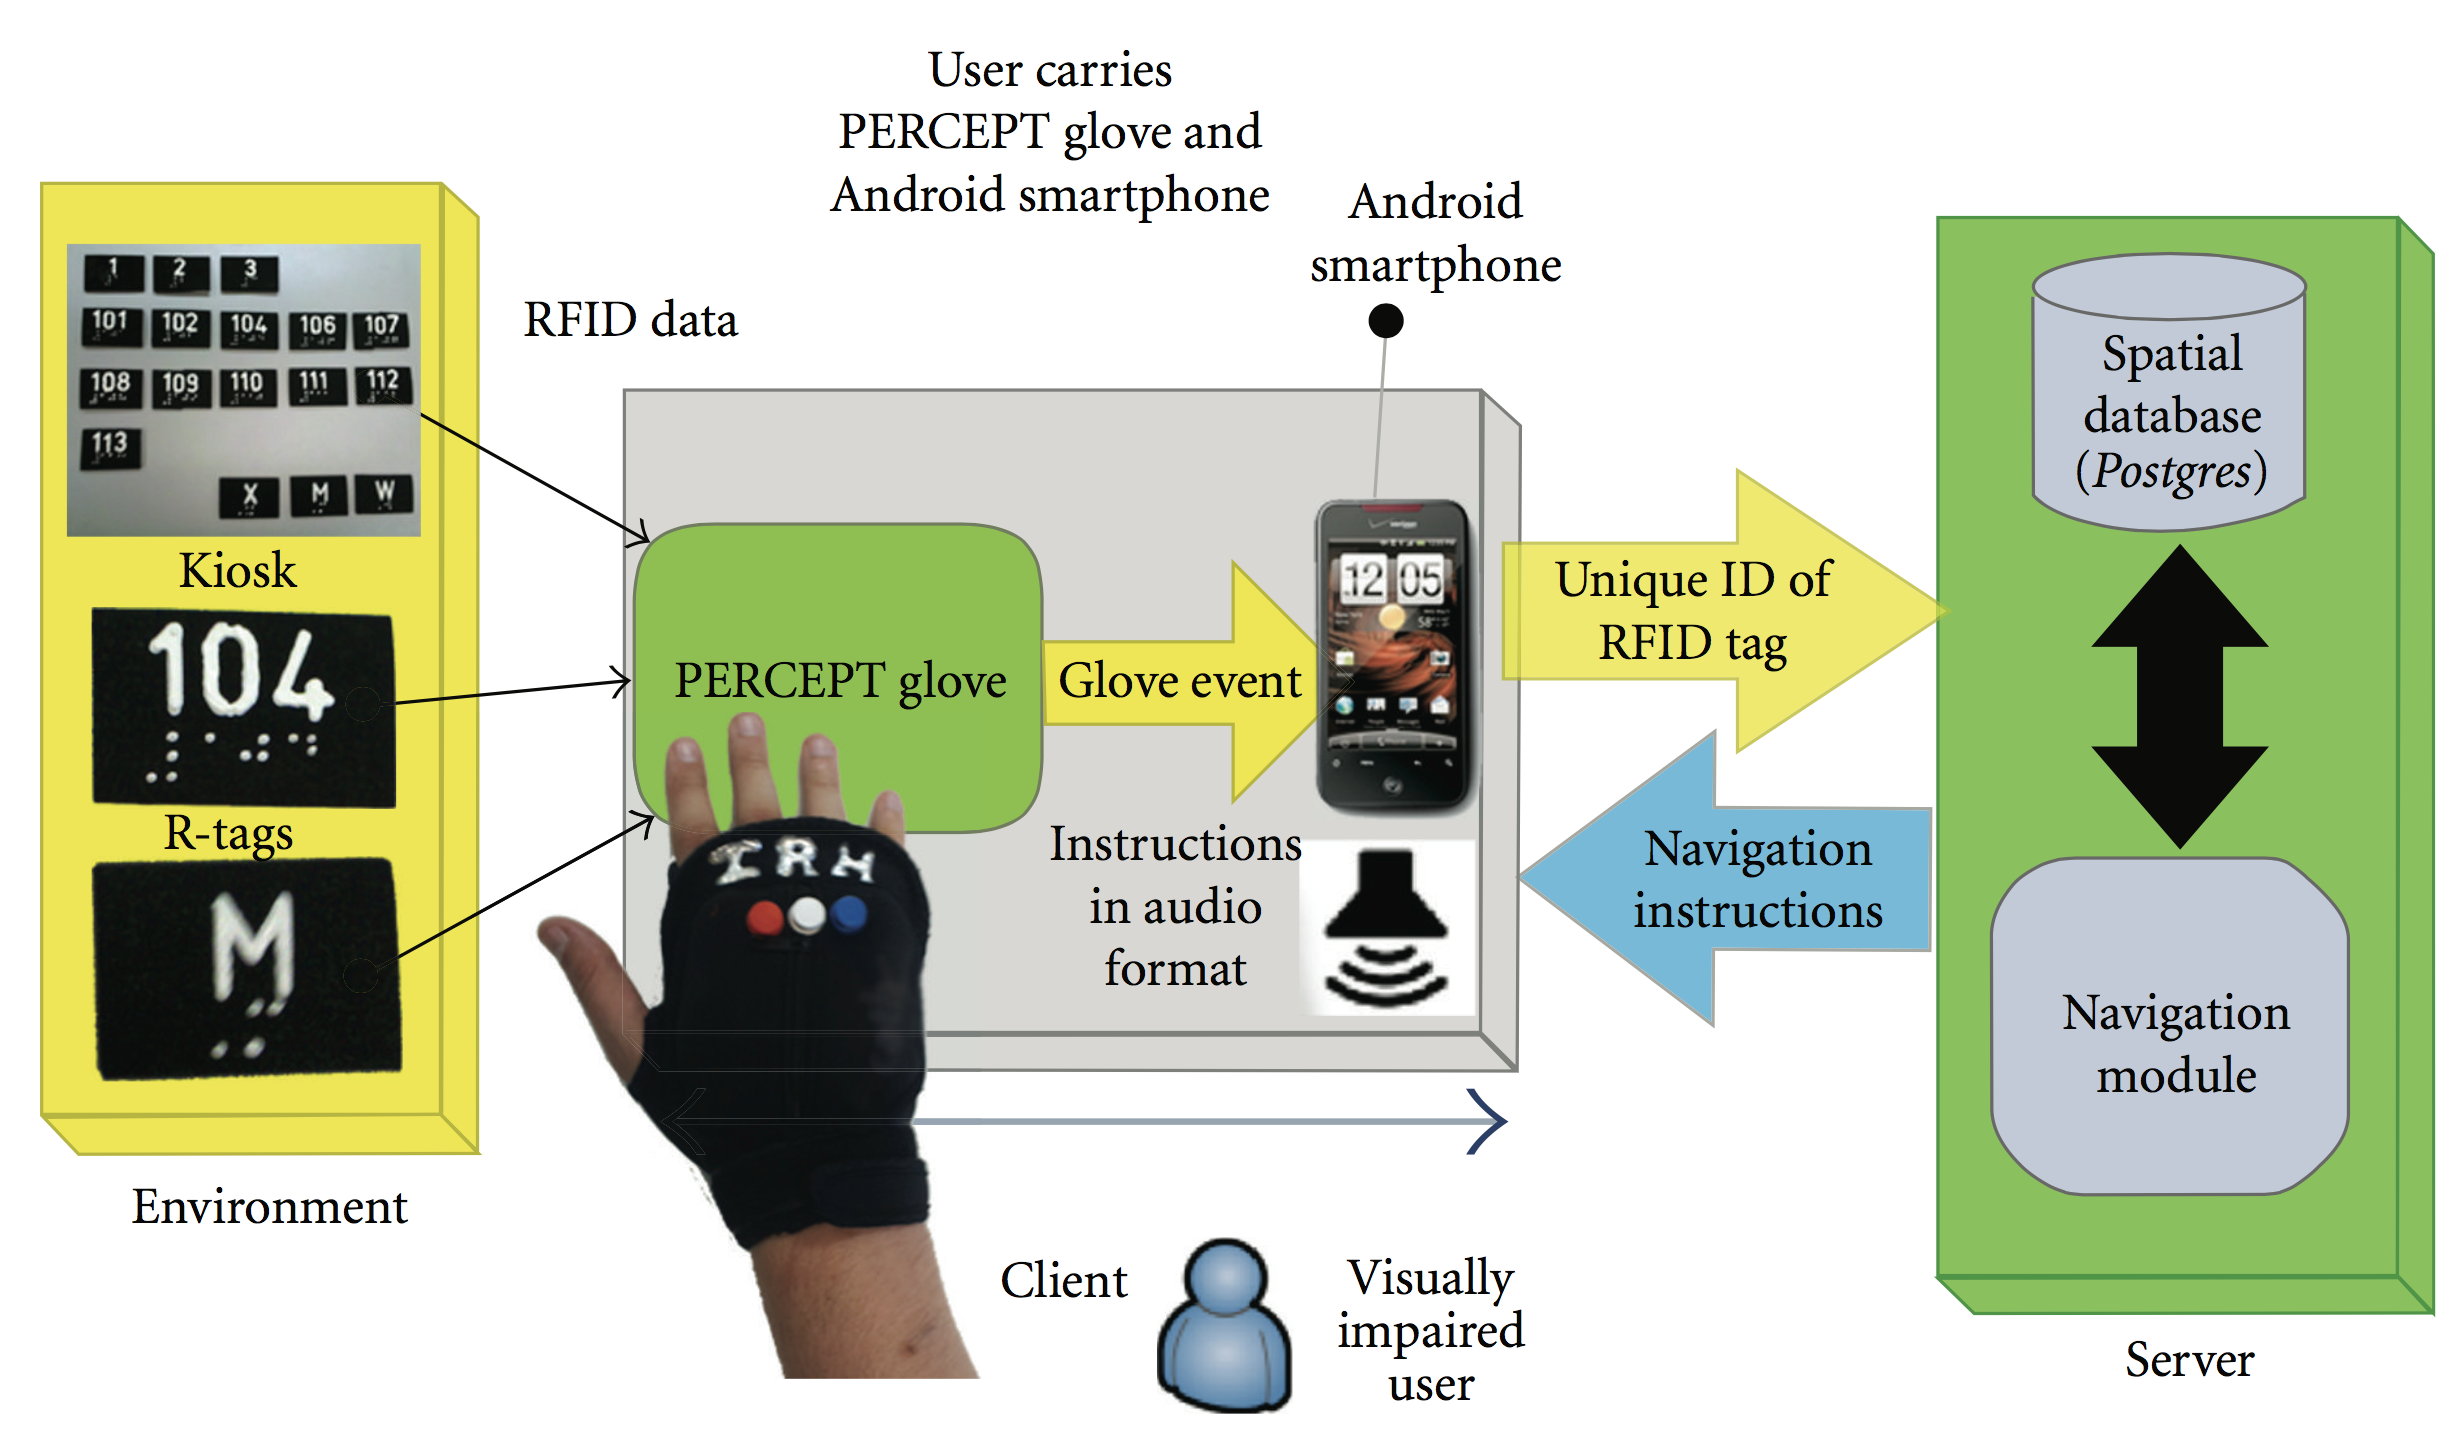 User carries
PERCEPT glove and
Android smartphone
Android
smartphone
RFID data
1 2 3
101 102 104 106 107
108 109 110 111 112
113
X M W
Kiosk
104
R-tags
M
Environment
PERCEPT glove
Glove event
12 05
Instructions
in audio
format
IRH
Unique ID of
RFID tag
Navigation
instructions
Spatial
database
(Postgres)
Navigation
module
Server
Client
Visually
impaired
user